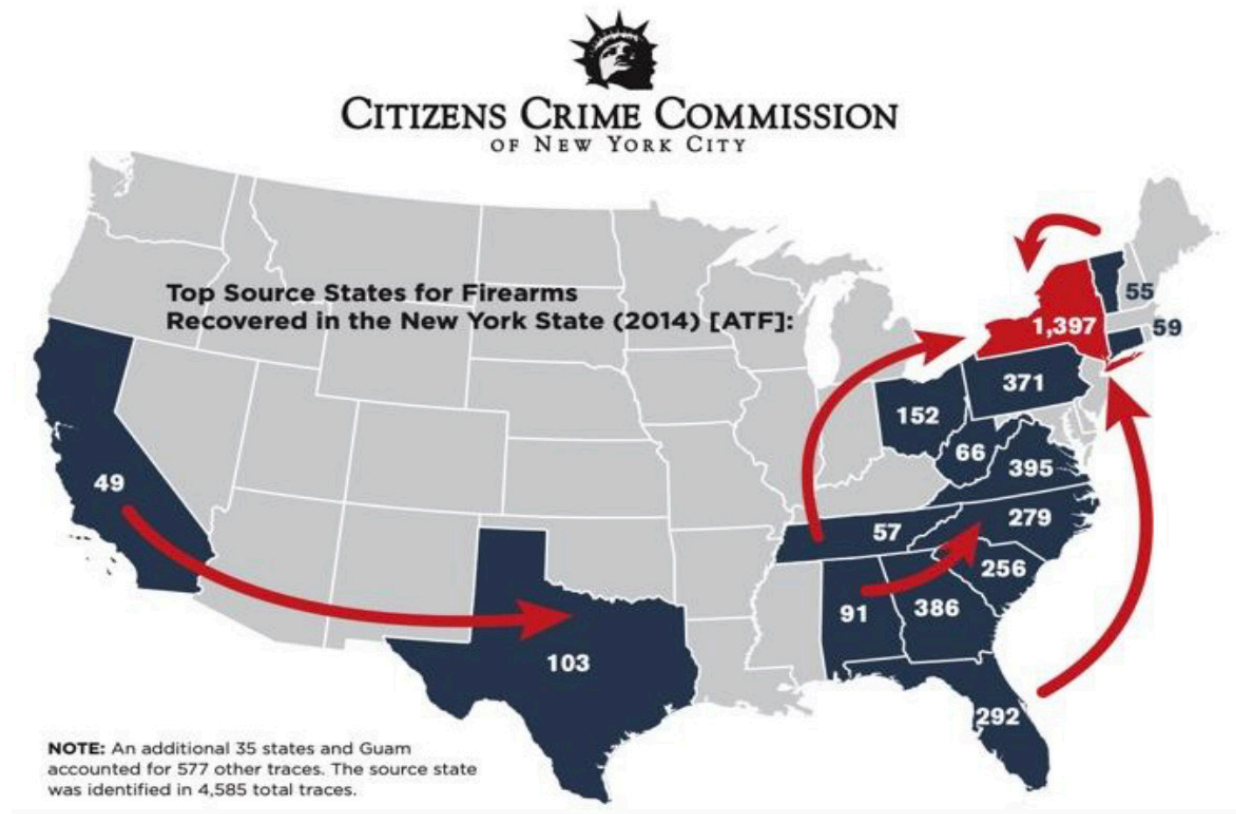 CITIZENS CRIME COMMISSION
OF NEW YORK CITY
Top Source States for Firearms
Recovered in the New York State (2014) [ATF]:
55
1,397
59
371
152
66
395
49
279
57
256
91
386
103
292
NOTE: An additional 35 states and Guam
accounted for 577 other traces. The source state
was identified in 4,585 total traces.